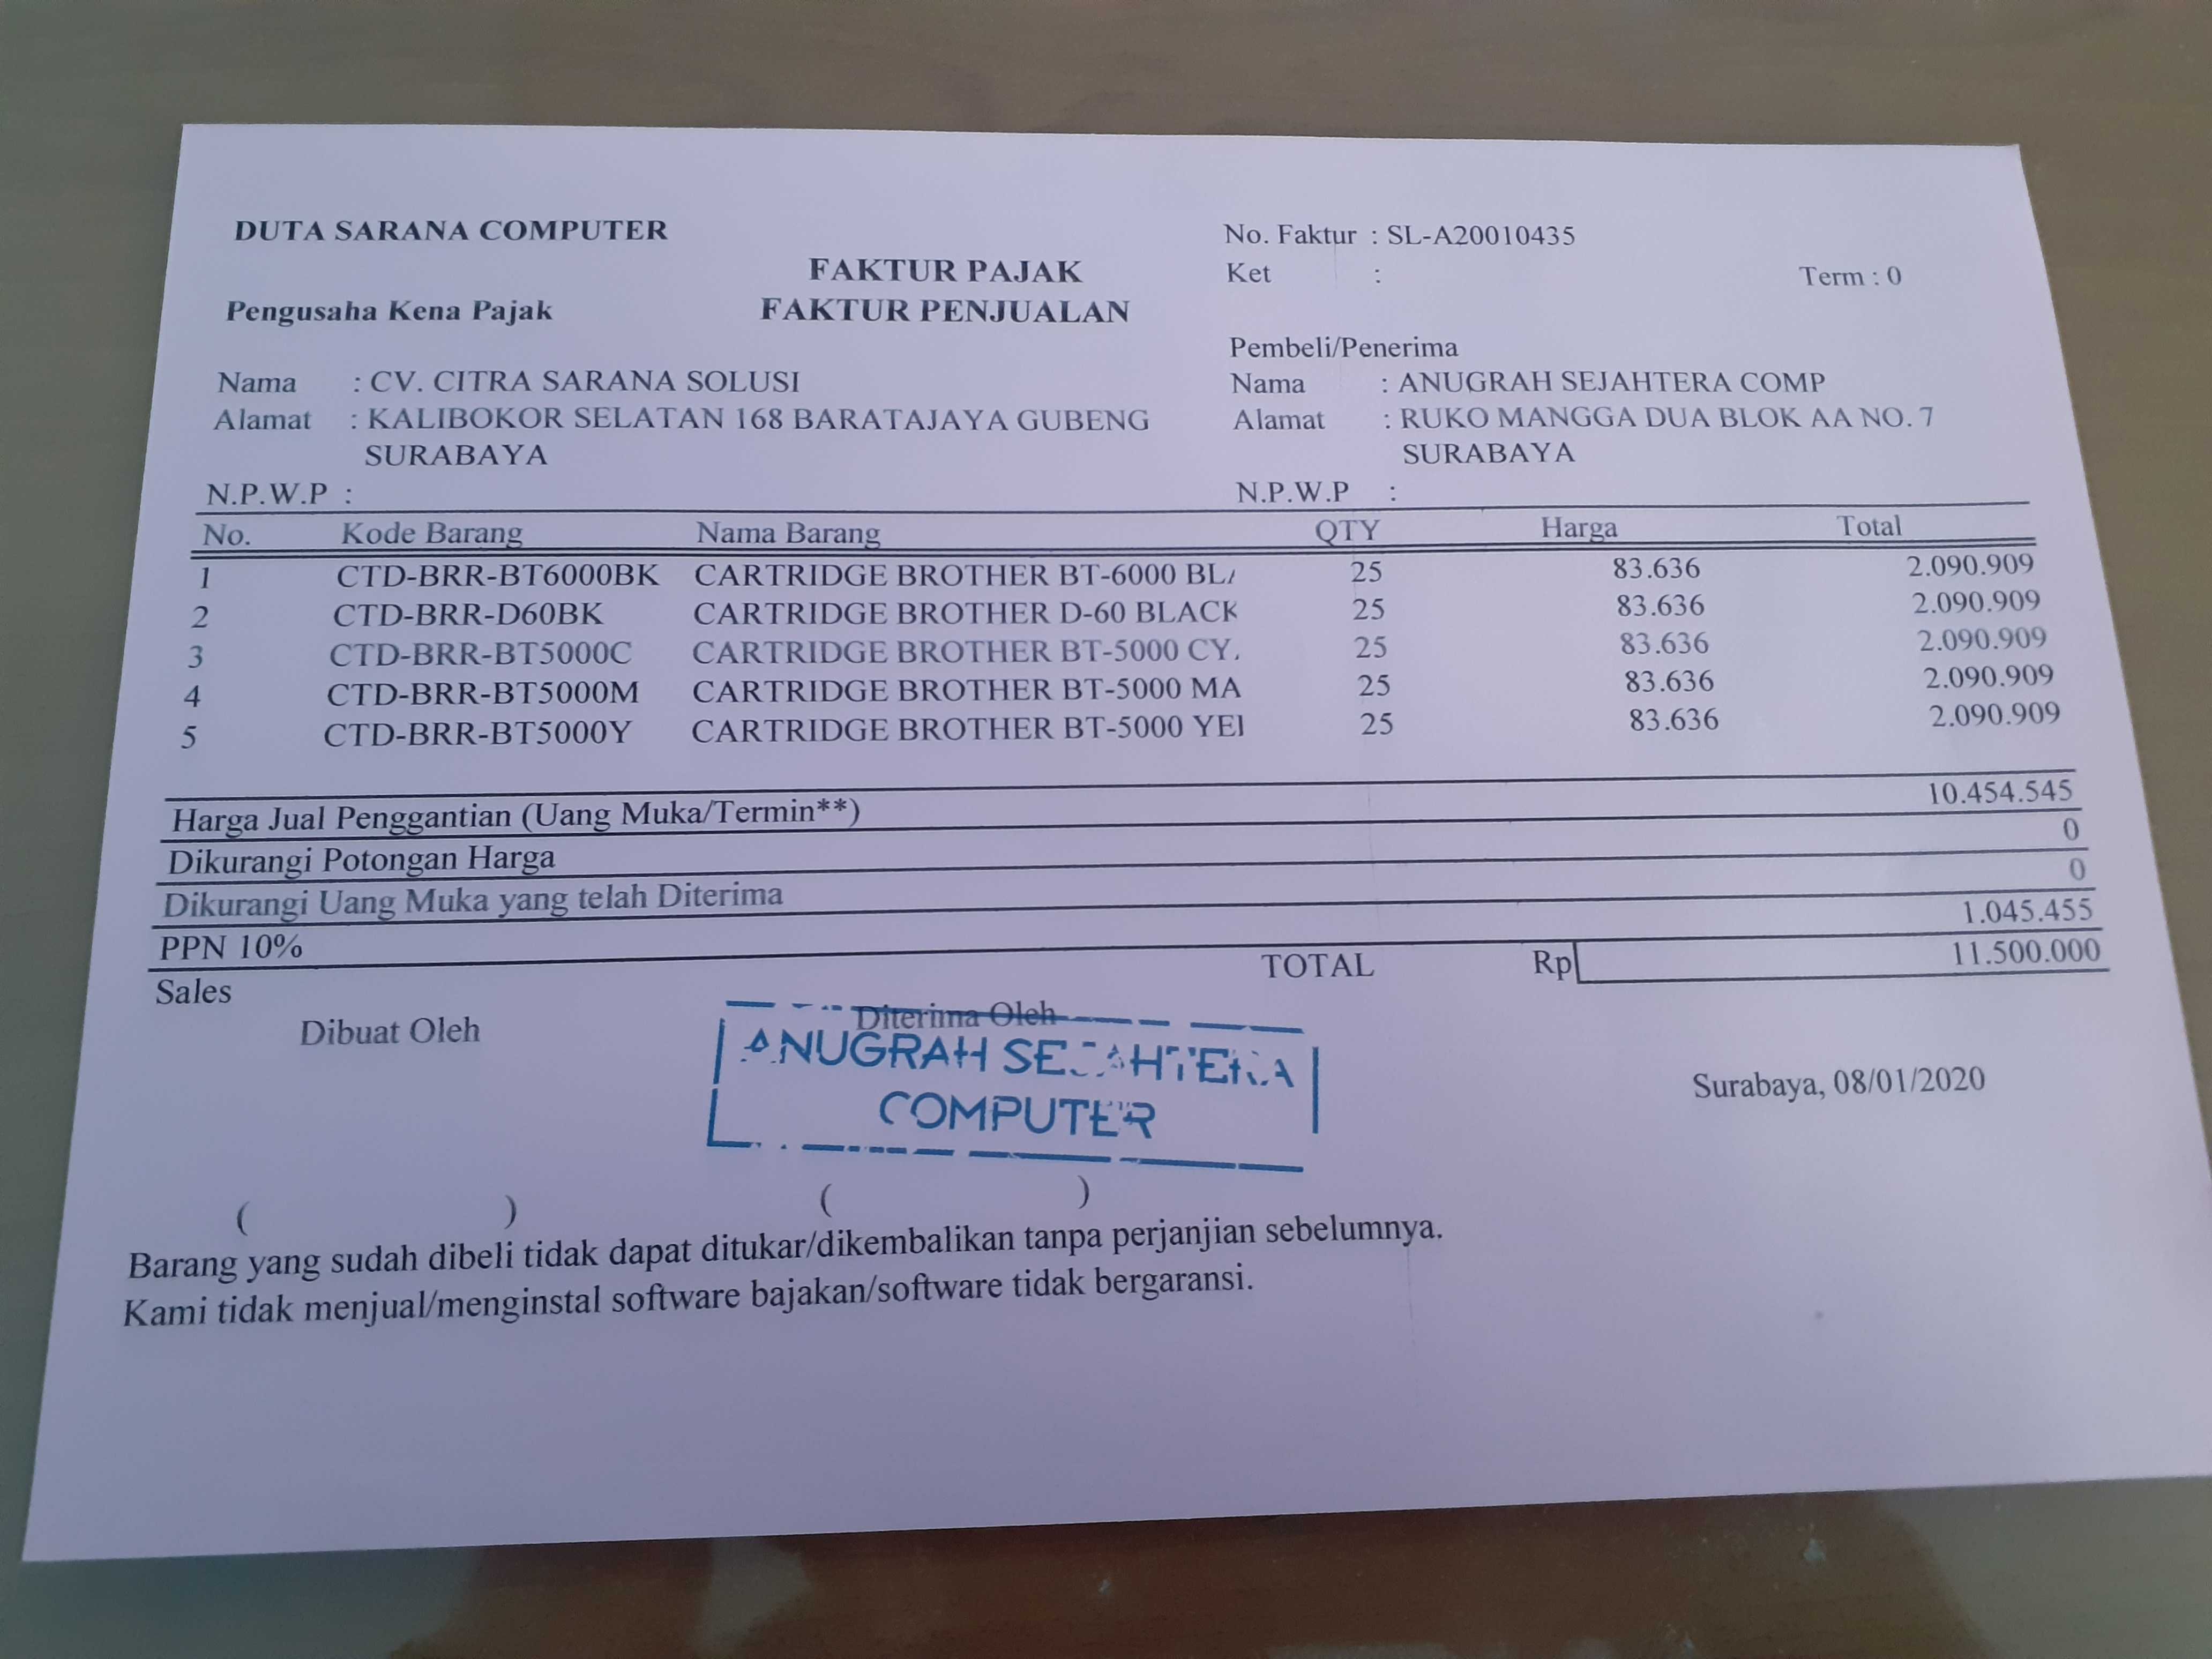 DUTA SARANA COMPUTER
No. Faktur : SL-A20010435
FAKTUR PAJAK
Ket :
Term : 0
Pengusaha Kena Pajak
FAKTUR PENJUALAN
Pembeli/Penerima
Nama : CV. CITRA SARANA SOLUSI
Nama : ANUGRAH SEJAHTERA COMP
Alamat : KALIBOKOR SELATAN 168 BARATAJAYA GUBENG
Alamat : RUKO MANGGA DUA BLOK AA NO. 7
SURABAYA
SURABAYA
N.P.W.P :
N.P.W.P :
No. Kode Barang Nama Barang QTY Harga Total
1 CTD-BRR-BT6000BK CARTRIDGE BROTHER BT-6000 25 83.636 2.090.909
2 CTD-BRR-D60BK CARTRIDGE BROTHER D-60 BLACK 25 83.636 2.090.909
3 CTD-BRR-BT5000C CARTRIDGE BROTHER BT-5000 25 83.636 2.090.909
4 CTD-BRR-BT5000M CARTRIDGE BROTHER BT-5000 MA 25 83.636 2.090.909
5 CTD-BRR-BT5000Y CARTRIDGE BROTHER BT-5000 25 83.636 2.090.909
Harga Jual Penggantian (Uang Muka/Termin**) 10.454.545
Dikurangi Potongan Harga 0
Dikurangi Uang Muka yang telah Diterima 0
PPN 10% 1.045.455
TOTAL Rp 11.500.000
Sales
Dibuat Oleh
Diterima Oleh
ANUGRAH SEJAHTERA
COMPUTER
Surabaya, 08/01/2020
( ) ( )
Barang yang sudah dibeli tidak dapat ditukar/dikembalikan tanpa perjanjian sebelumnya.
Kami tidak menjual/menginstal software bajakan/software tidak bergaransi.